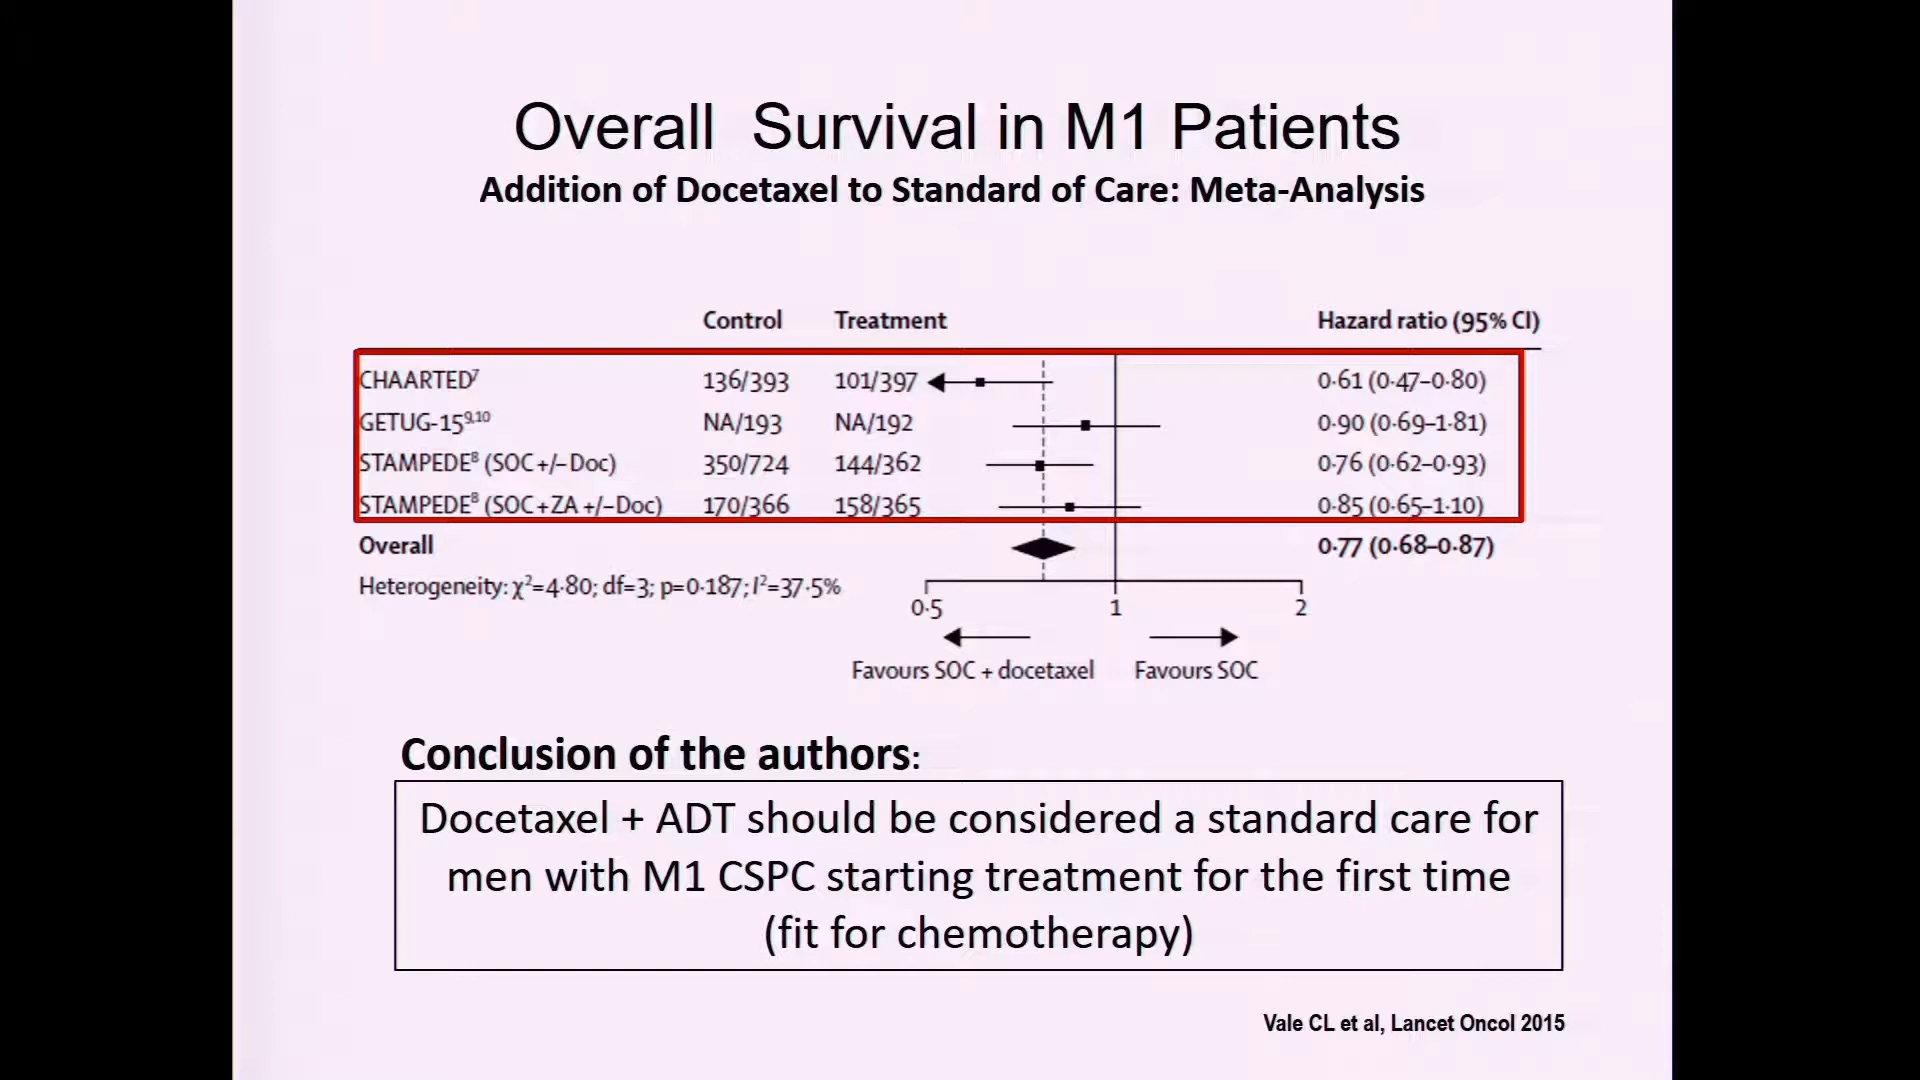 Overall Survival in M1 Patients
Addition of Docetaxel to Standard of Care: Meta-Analysis
Control Treatment Hazard ratio (95% CI)
CHAARTED⁷ 136/393 101/397 0·61 (0·47–0·80)
GETUG-15⁹,¹⁰ NA/193 NA/192 0·90 (0·69–1·81)
STAMPEDE⁸ (SOC +/– Doc) 350/724 144/362 0·76 (0·62–0·93)
STAMPEDE⁸ (SOC + ZA +/– Doc) 170/366 158/365 0·85 (0·65–1·10)
Overall 0·77 (0·68–0·87)
Heterogeneity: χ²=4·80; df=3; p=0·187; I²=37·5%
0·5 1 2
Favours SOC + docetaxel Favours SOC
Conclusion of the authors:
Docetaxel + ADT should be considered a standard care for
men with M1 CSPC starting treatment for the first time
(fit for chemotherapy)
Vale CL et al, Lancet Oncol 2015